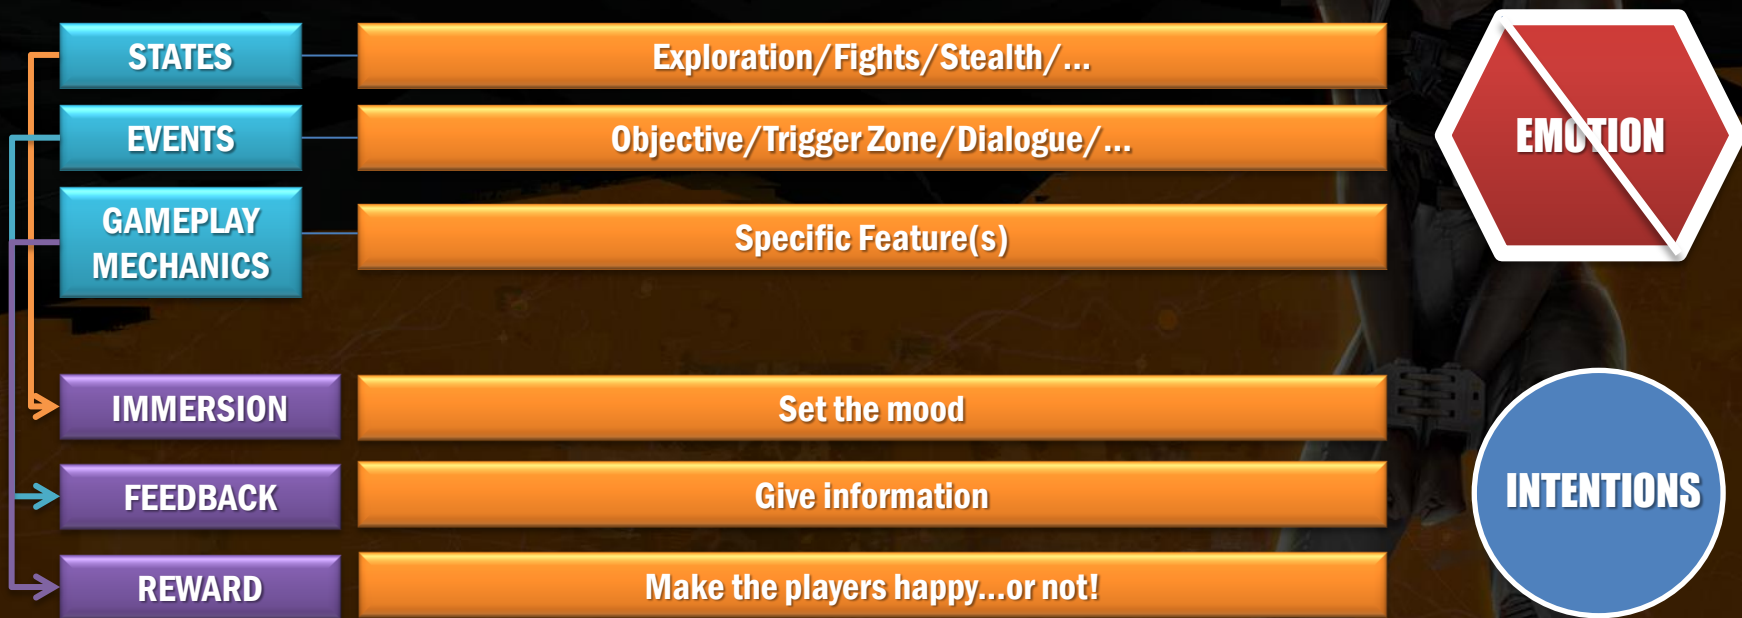 STATES
Exploration/Fights/Stealth/...
EVENTS
Objective/Trigger Zone/Dialogue/...
EMOTION
GAMEPLAY
MECHANICS
Specific Feature(s)
IMMERSION
Set the mood
FEEDBACK
Give information
INTENTIONS
REWARD
Make the players happy...or not!